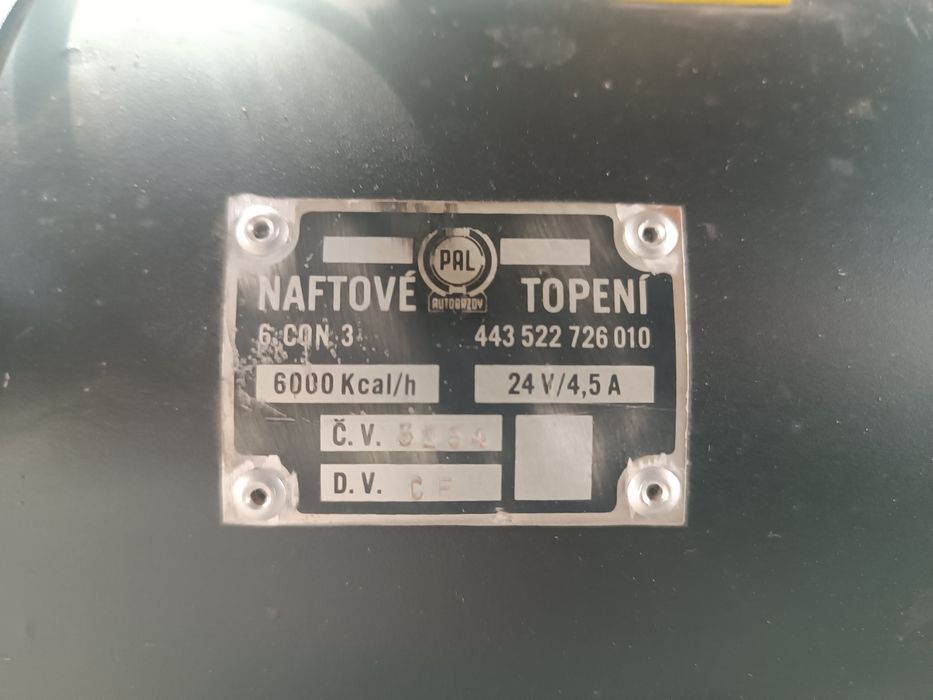 PAL
AUTOBRZDY
NAFTOVÉ TOPENÍ
6 CON 3 443 522 726 010
6000 Kcal/h 24 V/4,5 A
Č. V.
D. V. C